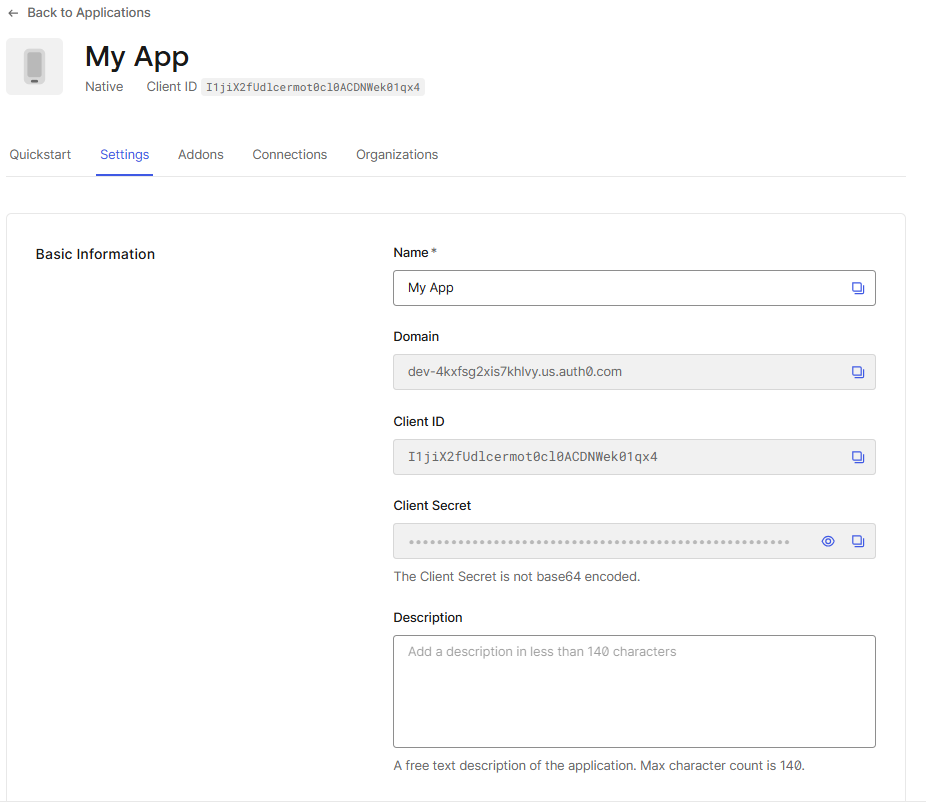 ← Back to Applications
My App
Native Client ID I1jiX2fUdlcermot0cl0ACDNWek01qx4
Quickstart Settings Addons Connections Organizations
Basic Information
Name*
My App
Domain
dev-4kxfsg2xis7khlvy.us.auth0.com
Client ID
I1jiX2fUdlcermot0cl0ACDNWek01qx4
Client Secret
The Client Secret is not base64 encoded.
Description
Add a description in less than 140 characters
A free text description of the application. Max character count is 140.